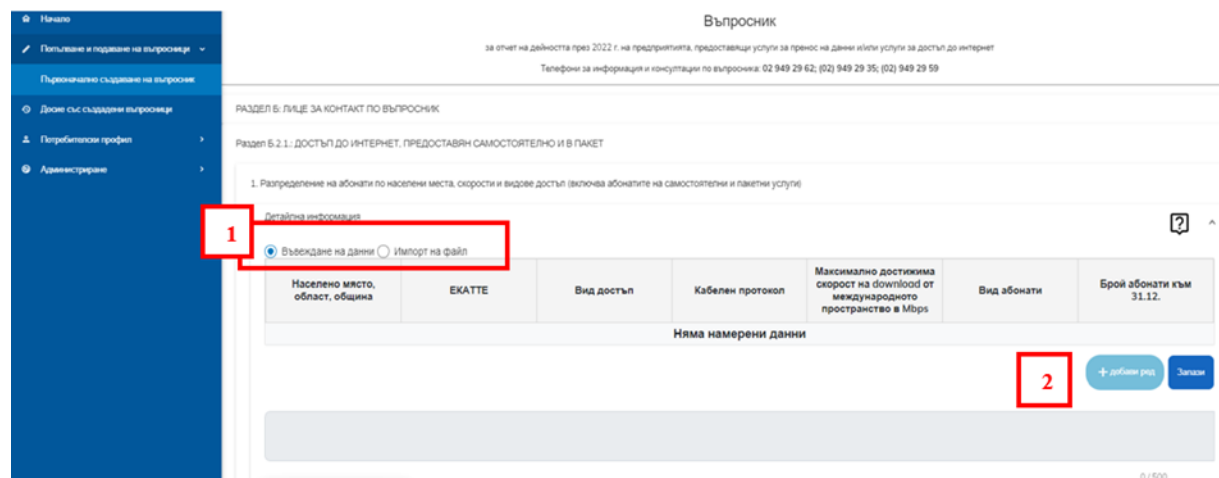 Начало
Попълване и подаване на въпросници
Първоначално създаване на въпросник
Досие със създадени въпросници
Потребителски профил
Администриране
Въпросник
за отчет на дейността през 2022 г. на предприятията, предоставящи услуги за пренос на данни и/или услуги за достъп до интернет
Телефони за информация и консултации по въпросника: 02 949 29 62; (02) 949 29 35; (02) 949 29 59
РАЗДЕЛ Б: ЛИЦЕ ЗА КОНТАКТ ПО ВЪПРОСНИК
Раздел Б.2.1.: ДОСТЪП ДО ИНТЕРНЕТ, ПРЕДОСТАВЯН САМОСТОЯТЕЛНО И В ПАКЕТ
1. Разпределение на абонати по населени места, скорости и видове достъп (включва абонатите на самостоятелни и пакетни услуги)
Детайлна информация
1
Въвеждане на данни Импорт на файл
Населено място, област, община
ЕКАТТЕ
Вид достъп
Кабелен протокол
Максимално достижима скорост на download от международното пространство в Mbps
Вид абонати
Брой абонати към 31.12.
Няма намерени данни
2
+ добави ред
Запази
0 / 500